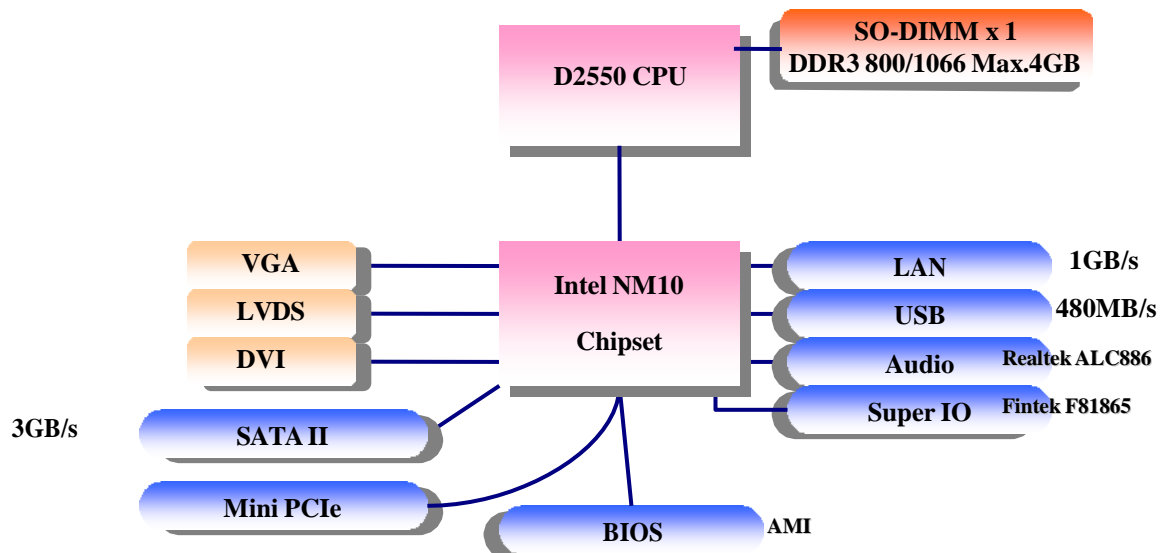 SO-DIMM x 1
DDR3 800/1066 Max.4GB
D2550 CPU
VGA
LVDS
DVI
Intel NM10
Chipset
LAN
1GB/s
USB
480MB/s
Audio
Realtek ALC886
Super IO
Fintek F81865
3GB/s
SATA II
Mini PCIe
BIOS
AMI